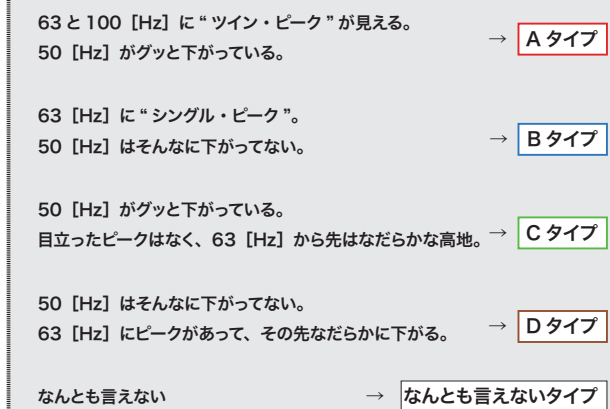 63 と 100［Hz］に “ ツイン・ピーク ” が見える。
50［Hz］がグッと下がっている。
→ A タイプ
63［Hz］に “ シングル・ピーク ”。
50［Hz］はそんなに下がってない。
→ B タイプ
50［Hz］がグッと下がっている。
目立ったピークはなく、63［Hz］から先はなだらかな高地。
→ C タイプ
50［Hz］はそんなに下がってない。
63［Hz］にピークがあって、その先なだらかに下がる。
→ D タイプ
なんとも言えない → なんとも言えないタイプ